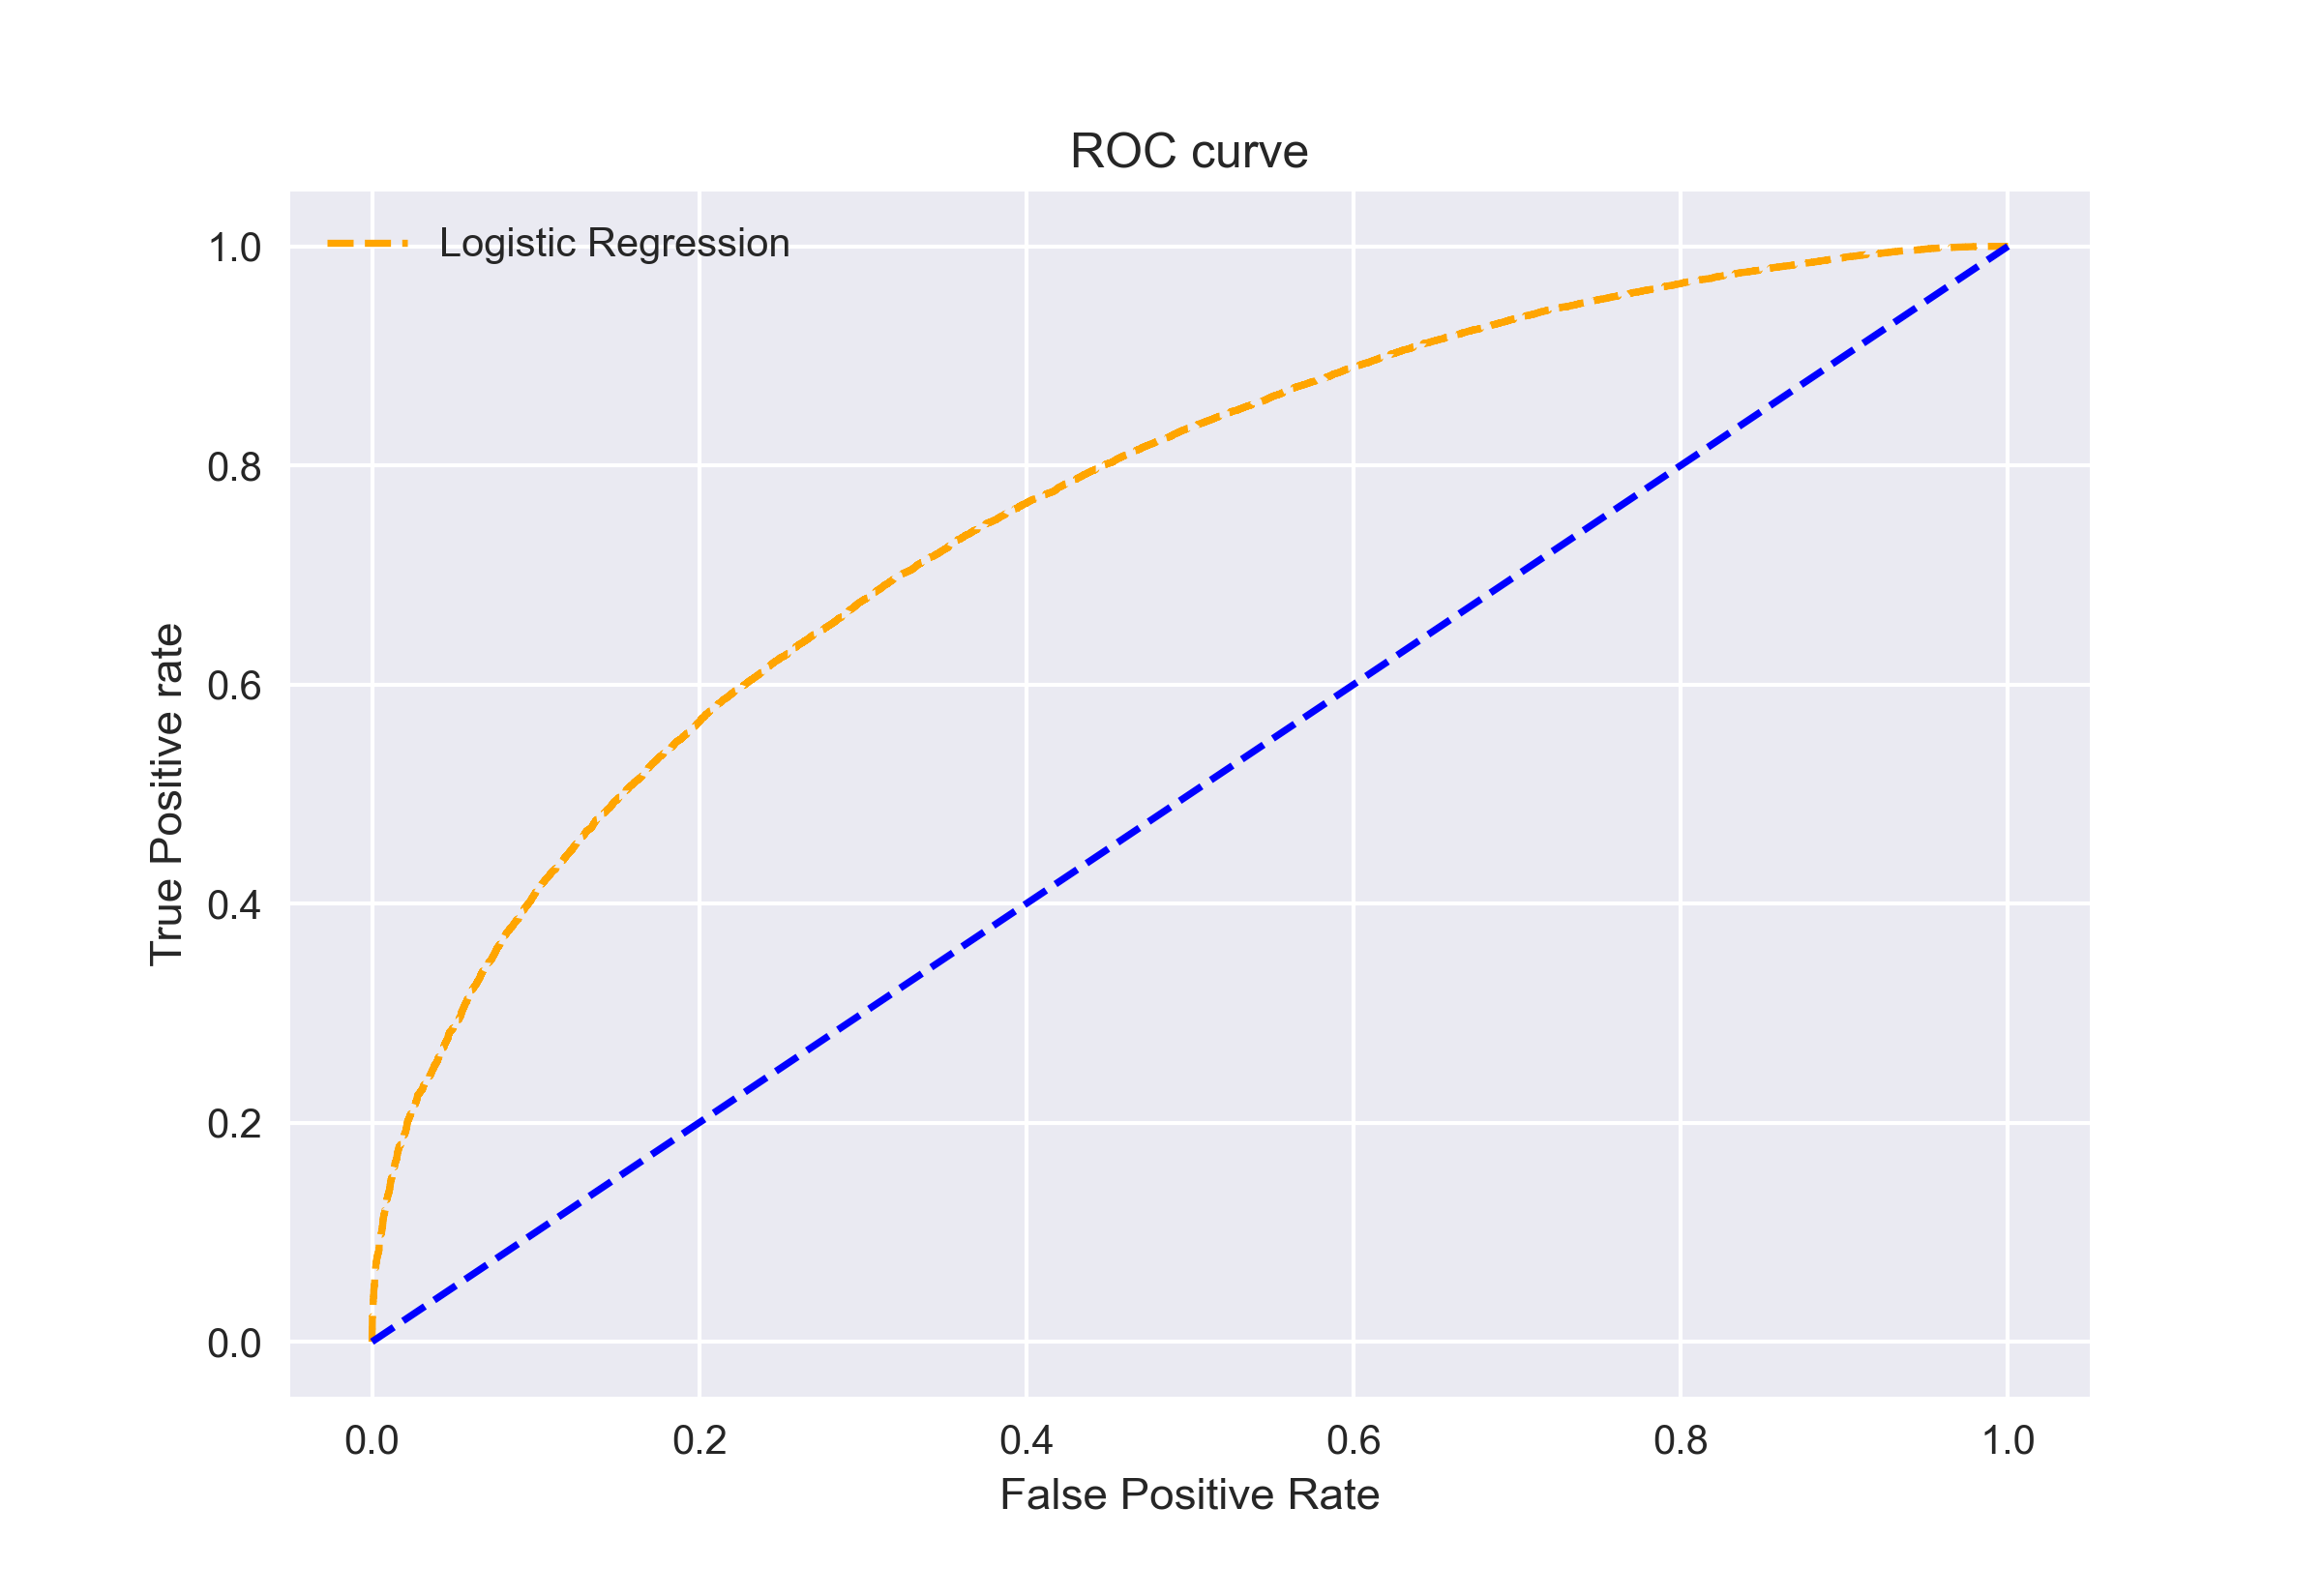 ROC curve
Logistic Regression
1.0
0.8
0.6
0.4
0.2
0.0
True Positive rate
0.0 0.2 0.4 0.6 0.8 1.0
False Positive Rate